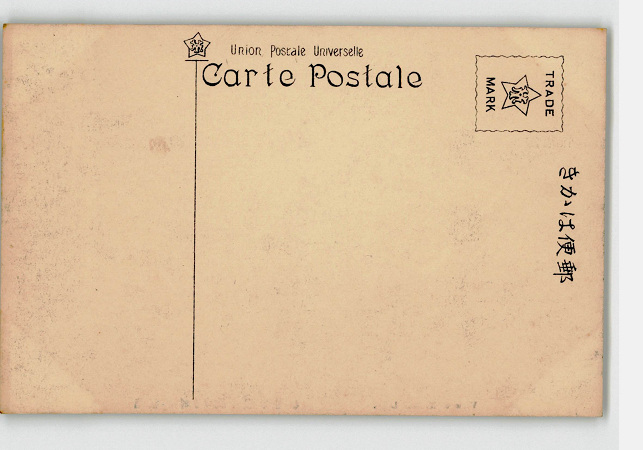 Union Postale Universelle
Carte Postale
TRADE
MARK
きかは便郵